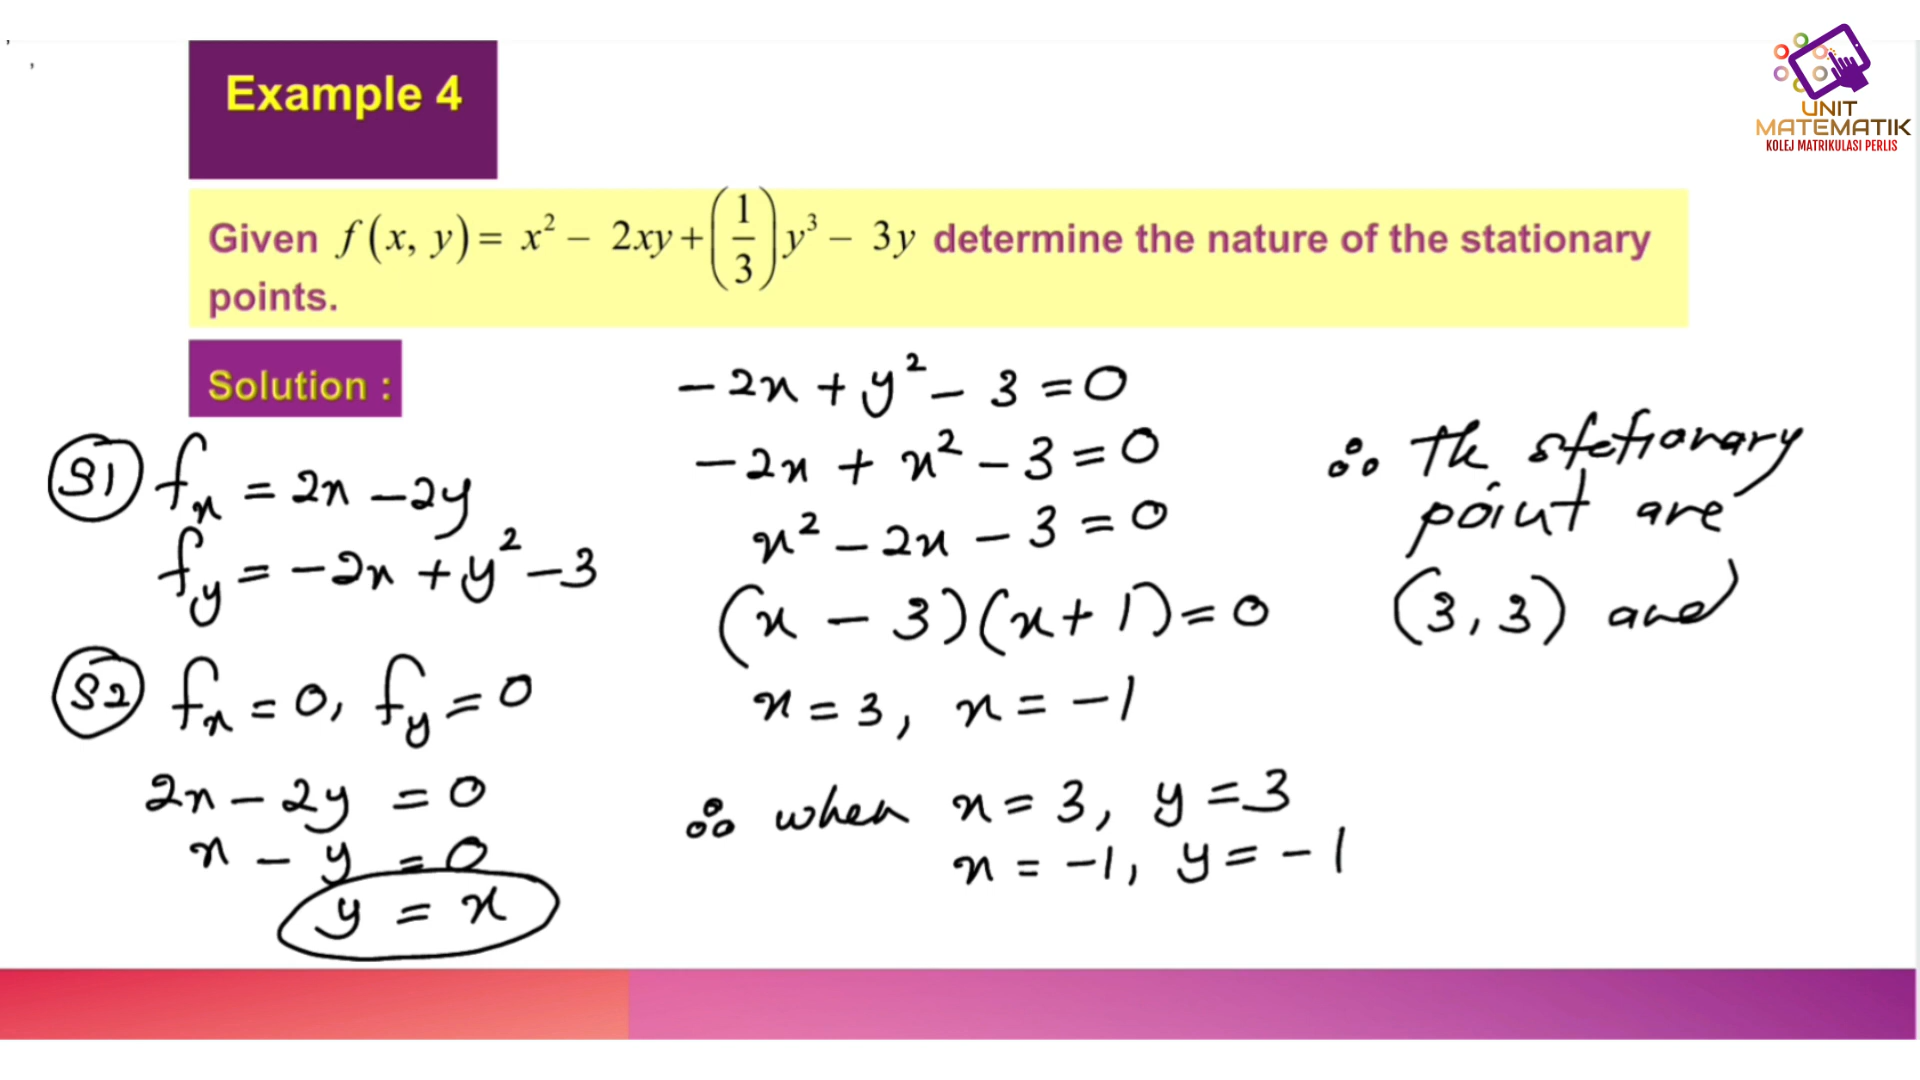 Example 4
UNIT
MATEMATIK
KOLEJ MATRIKULASI PERLIS
Given f(x, y) = x² − 2xy + (1/3)y³ − 3y determine the nature of the stationary
points.
Solution :
S1 fx = 2x − 2y
fy = −2x + y² − 3
S2 fx = 0, fy = 0
2x − 2y = 0
x − y = 0
y = x
−2x + y² − 3 = 0
−2x + x² − 3 = 0
x² − 2x − 3 = 0
(x − 3)(x + 1) = 0
x = 3, x = −1
∴ when x = 3, y = 3
x = −1, y = −1
∴ The stationary
point are
(3, 3) and